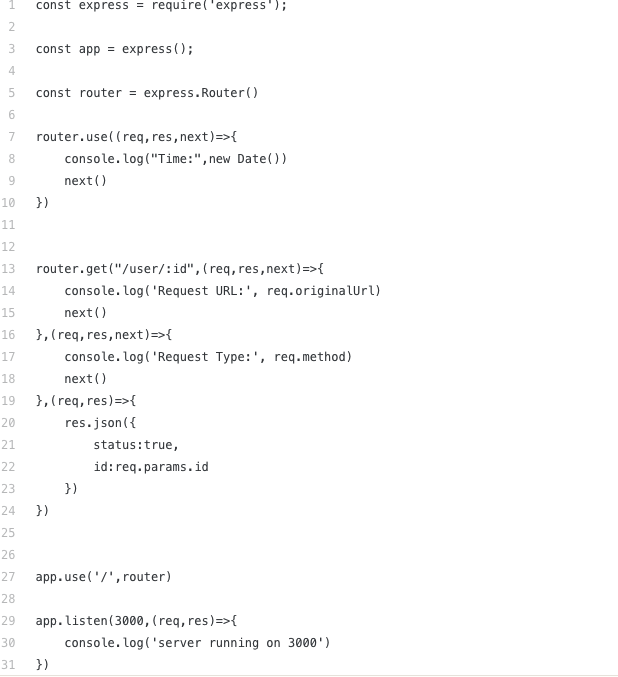 1 const express = require('express');
2
3 const app = express();
4
5 const router = express.Router()
6
7 router.use((req,res,next)=>{
8     console.log("Time:",new Date())
9     next()
10 })
11
12
13 router.get("/user/:id",(req,res,next)=>{
14     console.log('Request URL:', req.originalUrl)
15     next()
16 },(req,res,next)=>{
17     console.log('Request Type:', req.method)
18     next()
19 },(req,res)=>{
20     res.json({
21         status:true,
22         id:req.params.id
23     })
24 })
25
26
27 app.use('/',router)
28
29 app.listen(3000,(req,res)=>{
30     console.log('server running on 3000')
31 })